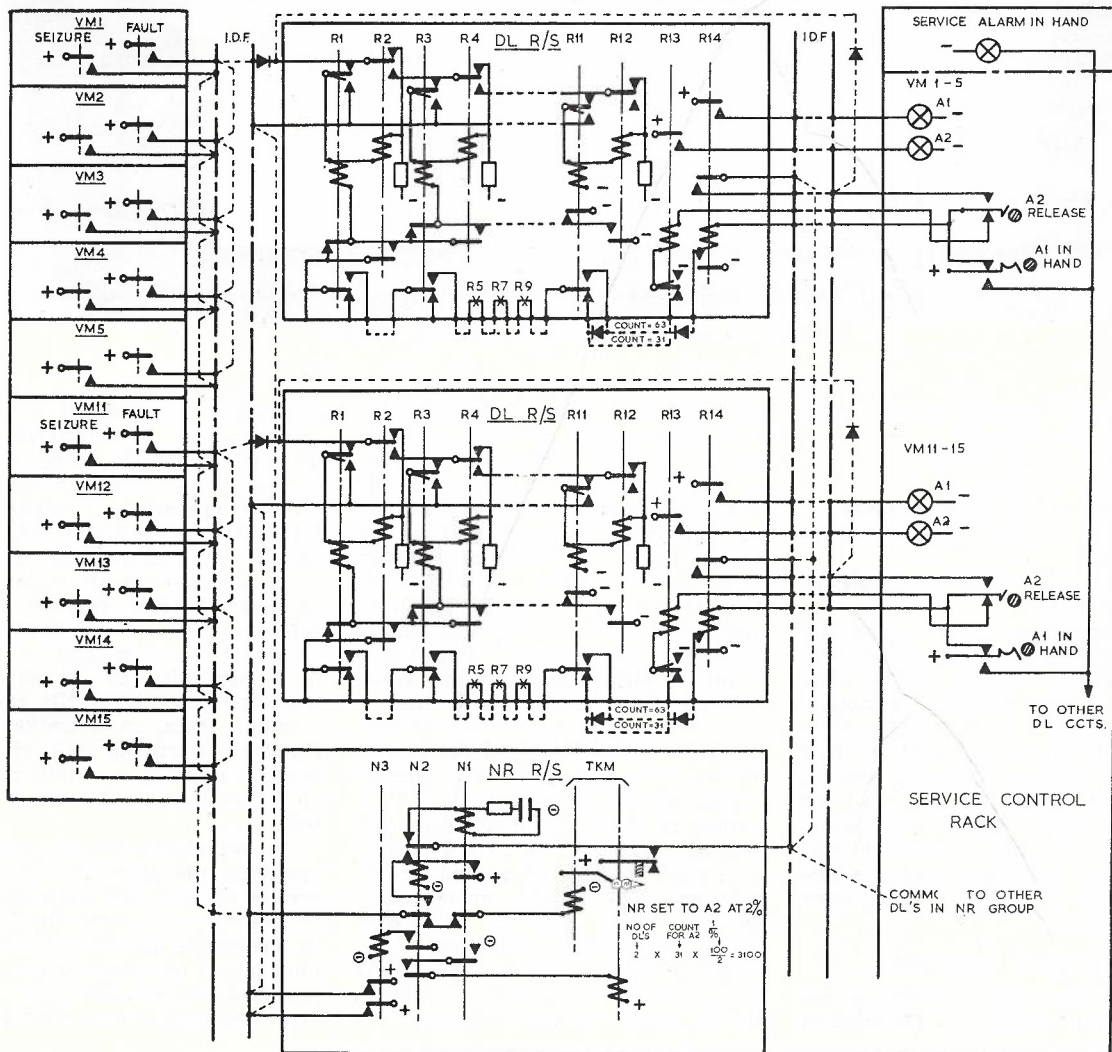 VM1
SEIZURE FAULT
VM2
VM3
VM4
VM5
VM11
SEIZURE FAULT
VM12
VM13
VM14
VM15
I.D.F
R1 R2 R3 R4 DL R/S R11 R12 R13 R14
R5 R7 R9
COUNT=63
COUNT=31
I D F
SERVICE ALARM IN HAND
VM 1-5
A1
A2
A2
RELEASE
A1 IN
HAND
DL R/S
R1 R2 R3 R4 R11 R12 R13 R14
R5 R7 R9
COUNT=63
COUNT=31
VM11-15
A1
A2
A2
RELEASE
A1 IN
HAND
TO OTHER
DL CCTS.
N3 N2 N1 NR R/S TKM
NR SET TO A2 AT 2%
NO OF DL'S COUNT FOR A2 1/%
2 X 31 X 100/2 = 3100
SERVICE CONTROL
RACK
TO OTHER
DL'S IN NR GROUP